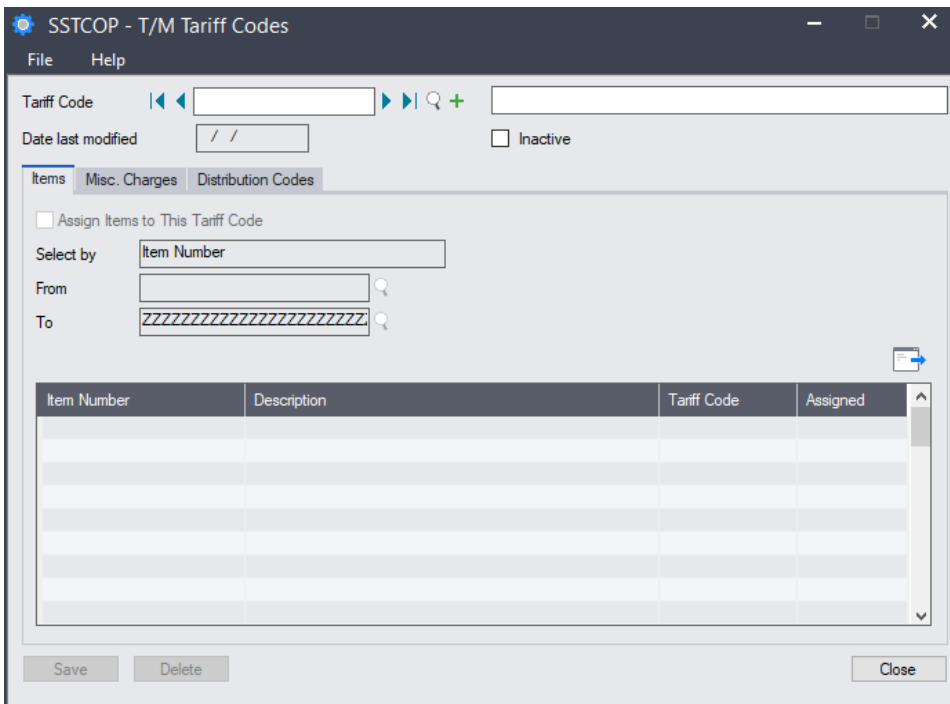 SSTCOP - T/M Tariff Codes
File Help
Tariff Code
Date last modified / / Inactive
Items Misc. Charges Distribution Codes
Assign Items to This Tariff Code
Select by Item Number
From
To ZZZZZZZZZZZZZZZZZZZZZZZZ
Item Number Description Tariff Code Assigned
Save Delete Close